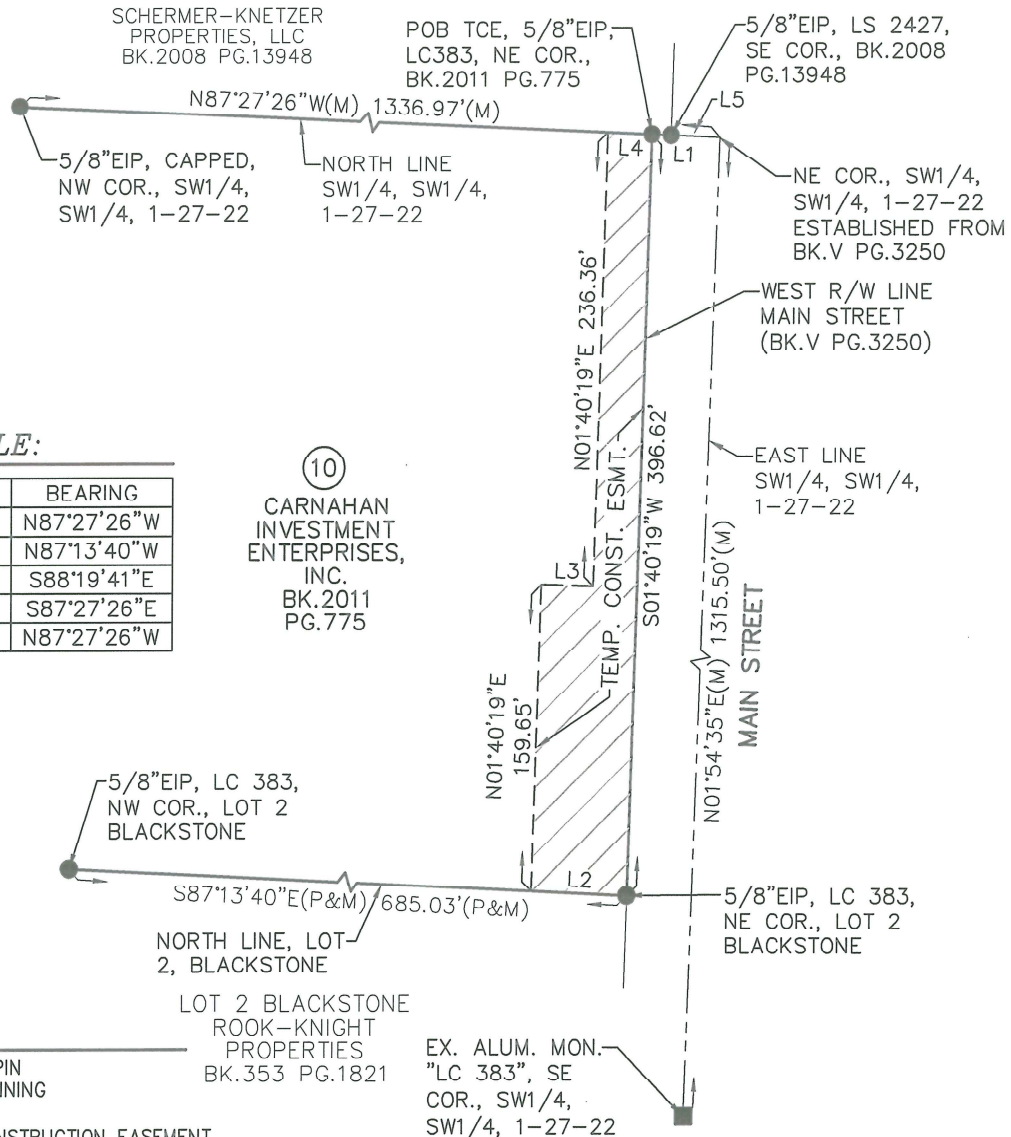 SCHERMER-KNETZER
PROPERTIES, LLC
BK.2008 PG.13948
POB TCE, 5/8"EIP,
LC383, NE COR.,
BK.2011 PG.775
5/8"EIP, LS 2427,
SE COR., BK.2008
PG.13948
N87°27'26"W(M) 1336.97'(M)
L5
L4
L1
5/8"EIP, CAPPED,
NW COR., SW1/4,
SW1/4, 1-27-22
NORTH LINE
SW1/4, SW1/4,
1-27-22
NE COR., SW1/4,
SW1/4, 1-27-22
ESTABLISHED FROM
BK.V PG.3250
WEST R/W LINE
MAIN STREET
(BK.V PG.3250)
N01°40'19"E 236.36'
S01°40'19"W 396.62'
TEMP. CONST. ESMT.
EAST LINE
SW1/4, SW1/4,
1-27-22
LE:
BEARING
N87°27'26"W
N87°13'40"W
S88°19'41"E
S87°27'26"E
N87°27'26"W
10
CARNAHAN
INVESTMENT
ENTERPRISES,
INC.
BK.2011
PG.775
L3
N01°40'19"E
159.65'
N01°54'35"E(M) 1315.50'(M)
MAIN STREET
5/8"EIP, LC 383,
NW COR., LOT 2
BLACKSTONE
L2
S87°13'40"E(P&M) 685.03'(P&M)
5/8"EIP, LC 383,
NE COR., LOT 2
BLACKSTONE
NORTH LINE, LOT
2, BLACKSTONE
LOT 2 BLACKSTONE
ROOK-KNIGHT
PROPERTIES
BK.353 PG.1821
EX. ALUM. MON.
"LC 383", SE
COR., SW1/4,
SW1/4, 1-27-22
PIN
INING
NSTRUCTION EASEMENT